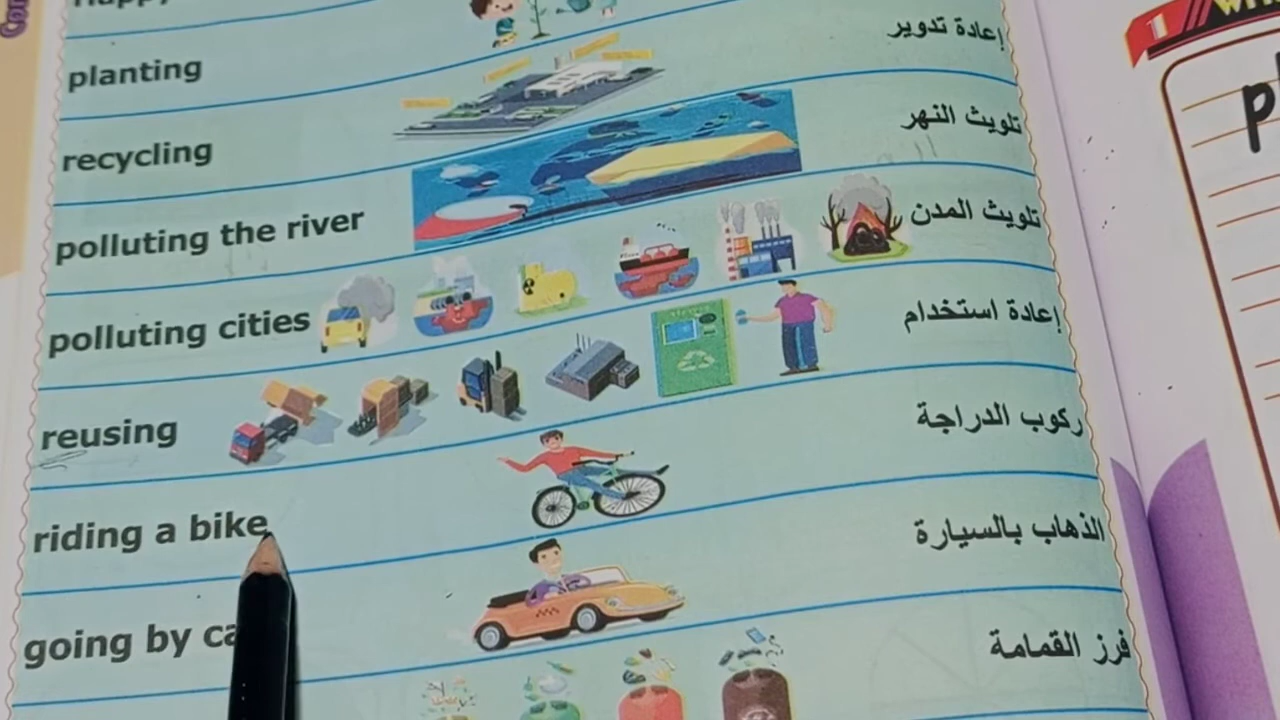 planting
إعادة تدوير
recycling
تلويث النهر
polluting the river
تلويث المدن
polluting cities
إعادة استخدام
reusing
ركوب الدراجة
riding a bike
الذهاب بالسيارة
going by ca
فرز القمامة
1